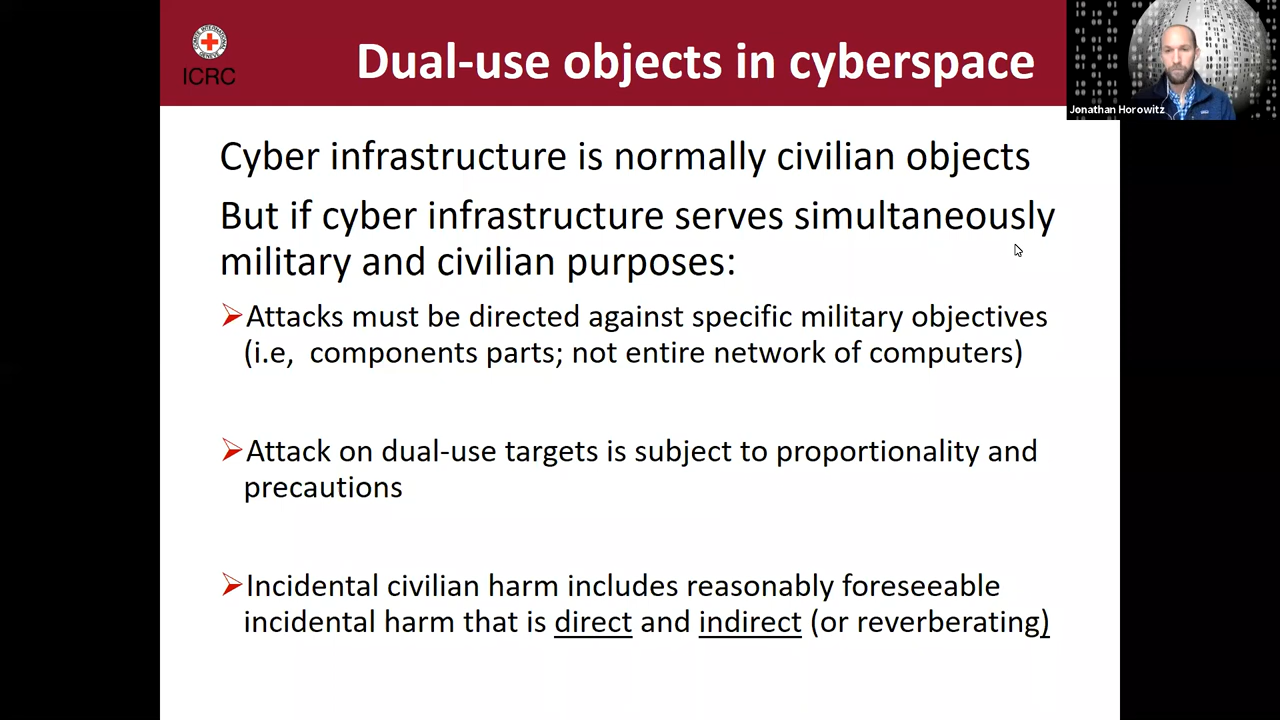 COMITE INTERNATIONAL
GENEVE
ICRC
Dual-use objects in cyberspace
Jonathan Horowitz
Cyber infrastructure is normally civilian objects
But if cyber infrastructure serves simultaneously
military and civilian purposes:
Attacks must be directed against specific military objectives
(i.e, components parts; not entire network of computers)
Attack on dual-use targets is subject to proportionality and
precautions
Incidental civilian harm includes reasonably foreseeable
incidental harm that is direct and indirect (or reverberating)